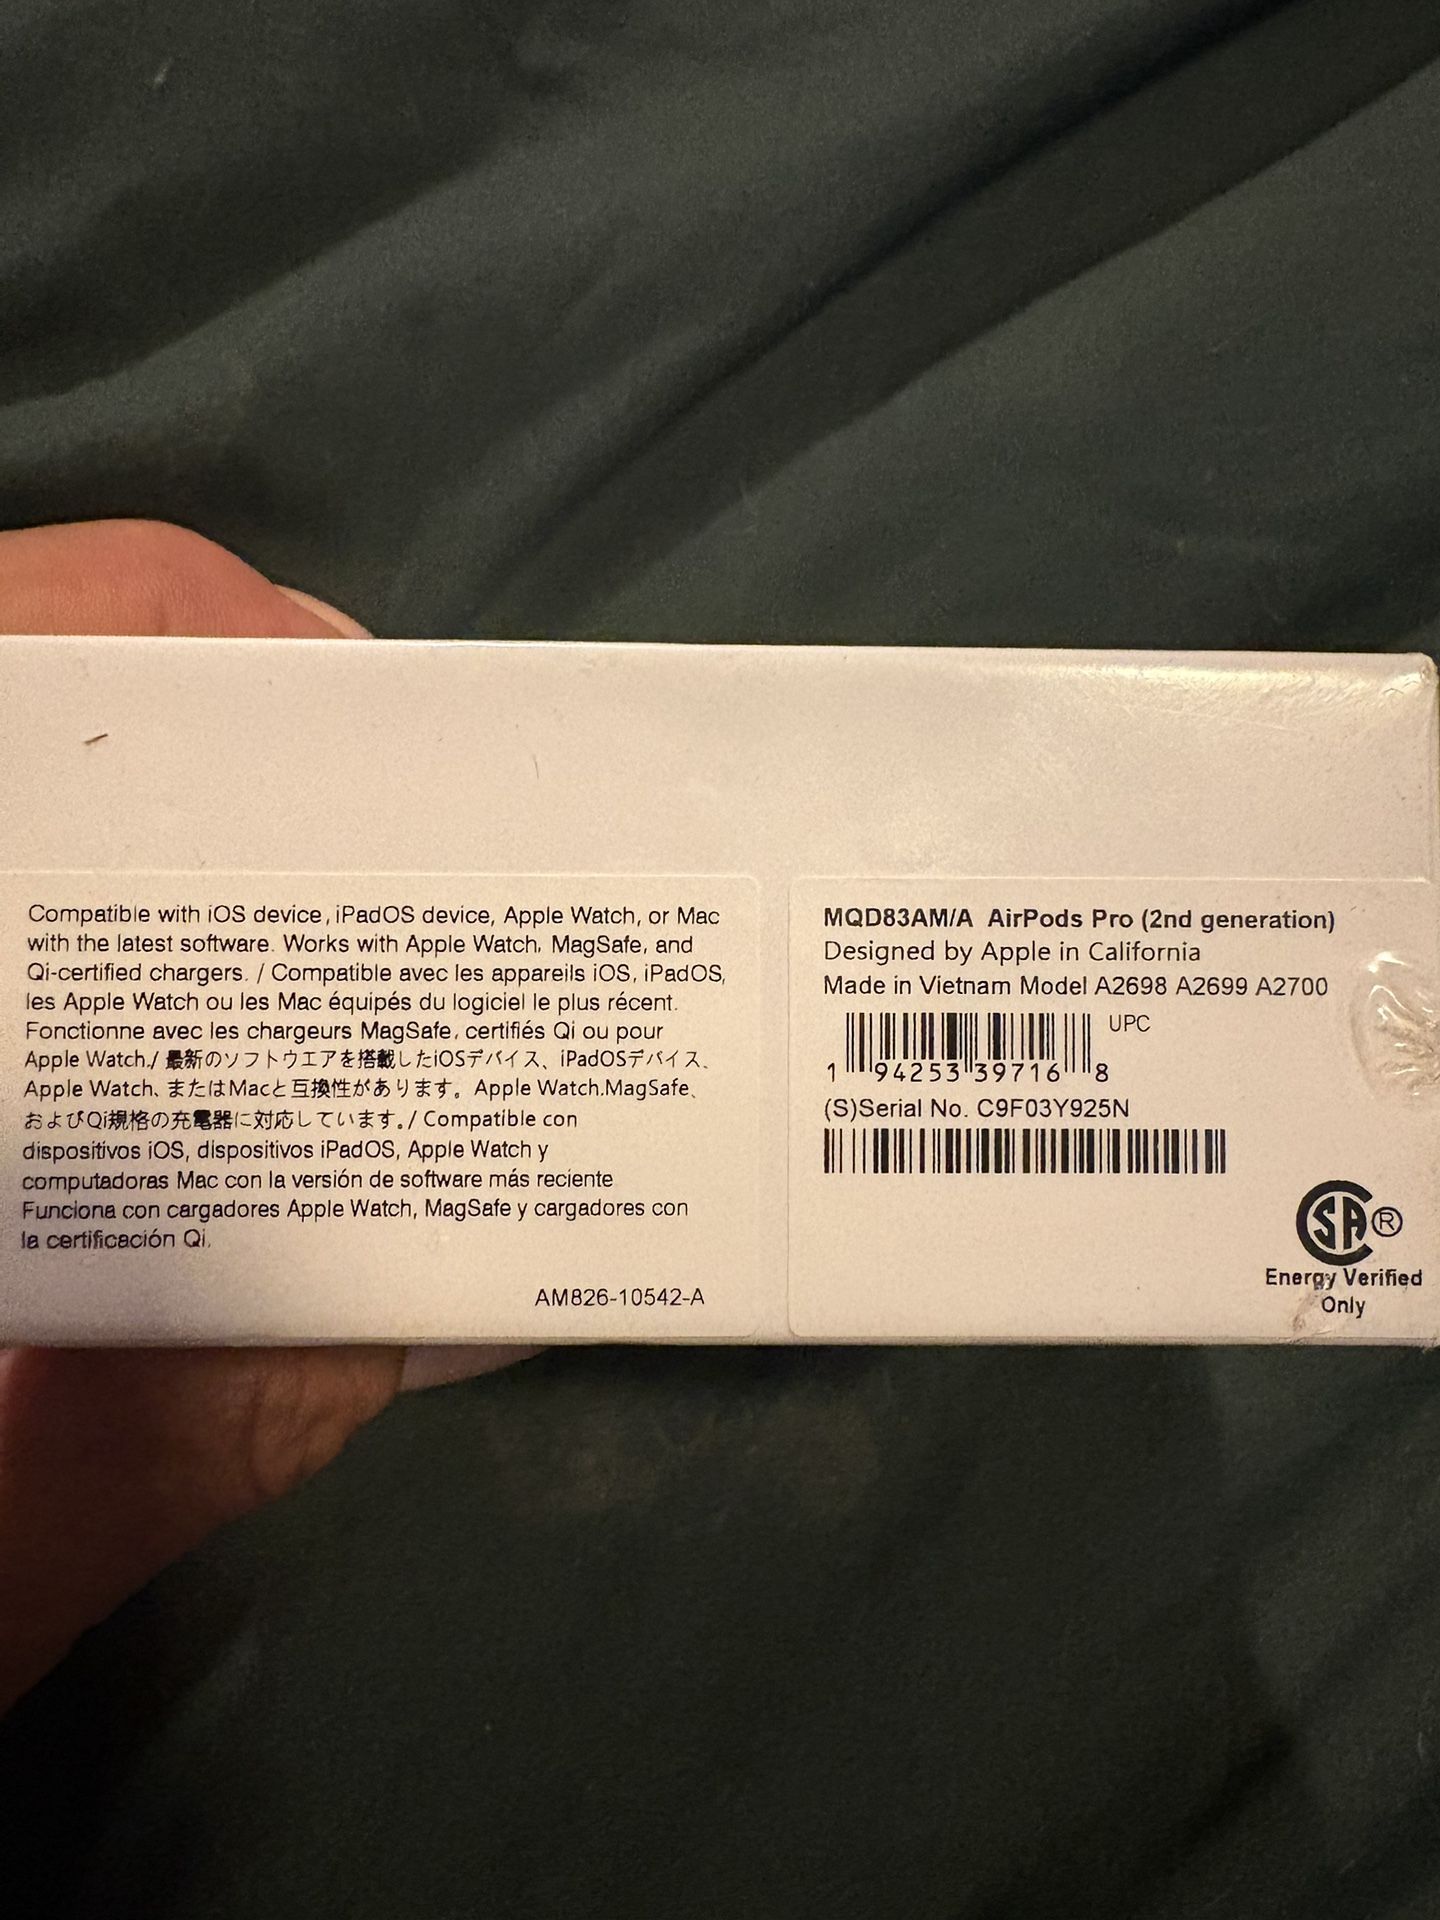 Compatible with iOS device, iPadOS device, Apple Watch, or Mac
with the latest software. Works with Apple Watch, MagSafe, and
Qi-certified chargers. / Compatible avec les appareils iOS, iPadOS,
les Apple Watch ou les Mac équipés du logiciel le plus récent.
Fonctionne avec les chargeurs MagSafe, certifiés Qi ou pour
Apple Watch./ 最新のソフトウエアを搭載したiOSデバイス、iPadOSデバイス、
Apple Watch、またはMacと互換性があります。Apple Watch.MagSafe、
およびQi規格の充電器に対応しています。/ Compatible con
dispositivos iOS, dispositivos iPadOS, Apple Watch y
computadoras Mac con la versión de software más reciente
Funciona con cargadores Apple Watch, MagSafe y cargadores con
la certificación Qi.
AM826-10542-A
MQD83AM/A AirPods Pro (2nd generation)
Designed by Apple in California
Made in Vietnam Model A2698 A2699 A2700
UPC
1 94253 39716 8
(S)Serial No. C9F03Y925N
CSA®
Energy Verified
Only